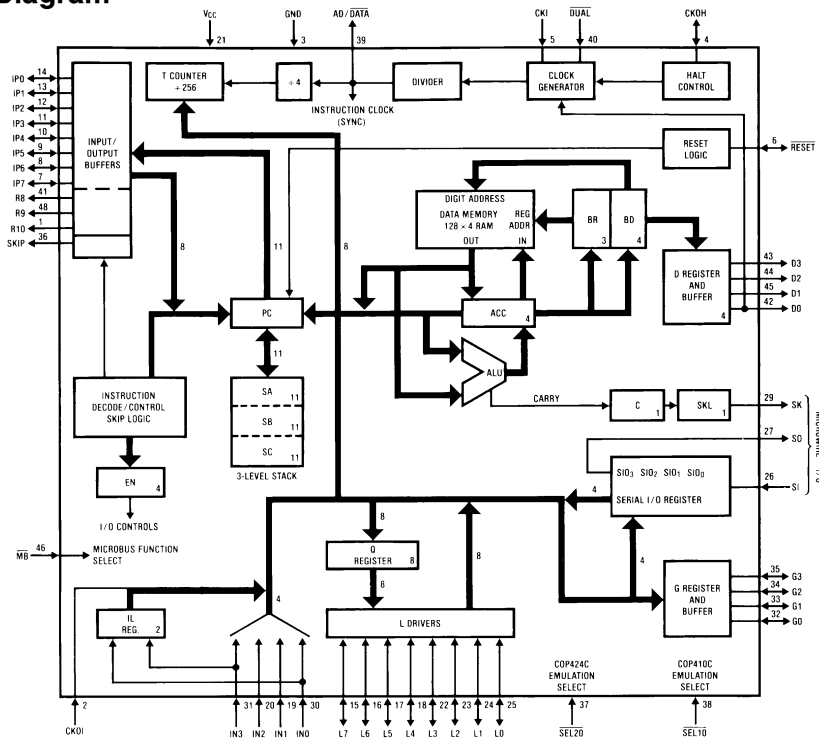 Diagram
VCC
GND
AD/DATA
CKI
DUAL
CKOH
21
3
39
5
40
4
IP0 14
IP1 13
IP2 12
IP3 11
IP4 10
IP5 9
IP6 8
IP7 7
R8 41
R9 48
R10 1
SKIP 36
INPUT/
OUTPUT
BUFFERS
T COUNTER
÷ 256
÷ 4
DIVIDER
CLOCK
GENERATOR
HALT
CONTROL
INSTRUCTION CLOCK
(SYNC)
RESET
LOGIC
6 RESET
DIGIT ADDRESS
DATA MEMORY
128 × 4 RAM
REG
ADDR
OUT
IN
BR
3
BD
4
D REGISTER
AND
BUFFER
4
43 D3
44 D2
45 D1
42 D0
8
11
8
PC
ACC
4
11
ALU
SA 11
SB 11
SC 11
3-LEVEL STACK
INSTRUCTION
DECODE/CONTROL
SKIP LOGIC
EN
4
I/O CONTROLS
CARRY
C
1
SKL
1
29 SK
27 SO
26 SI
SIO3 SIO2 SIO1 SIO0
SERIAL I/O REGISTER
4
4
MB 46
MICROBUS FUNCTION
SELECT
8
Q
REGISTER 8
8
8
L DRIVERS
4
IL
REG. 2
G REGISTER
AND
BUFFER
35 G3
34 G2
33 G1
32 G0
COP424C
EMULATION
SELECT
COP410C
EMULATION
SELECT
2
31
20
19
30
15
16
17
18
22
23
24
25
37
38
CKOI
IN3
IN2
IN1
IN0
L7
L6
L5
L4
L3
L2
L1
L0
SEL20
SEL10